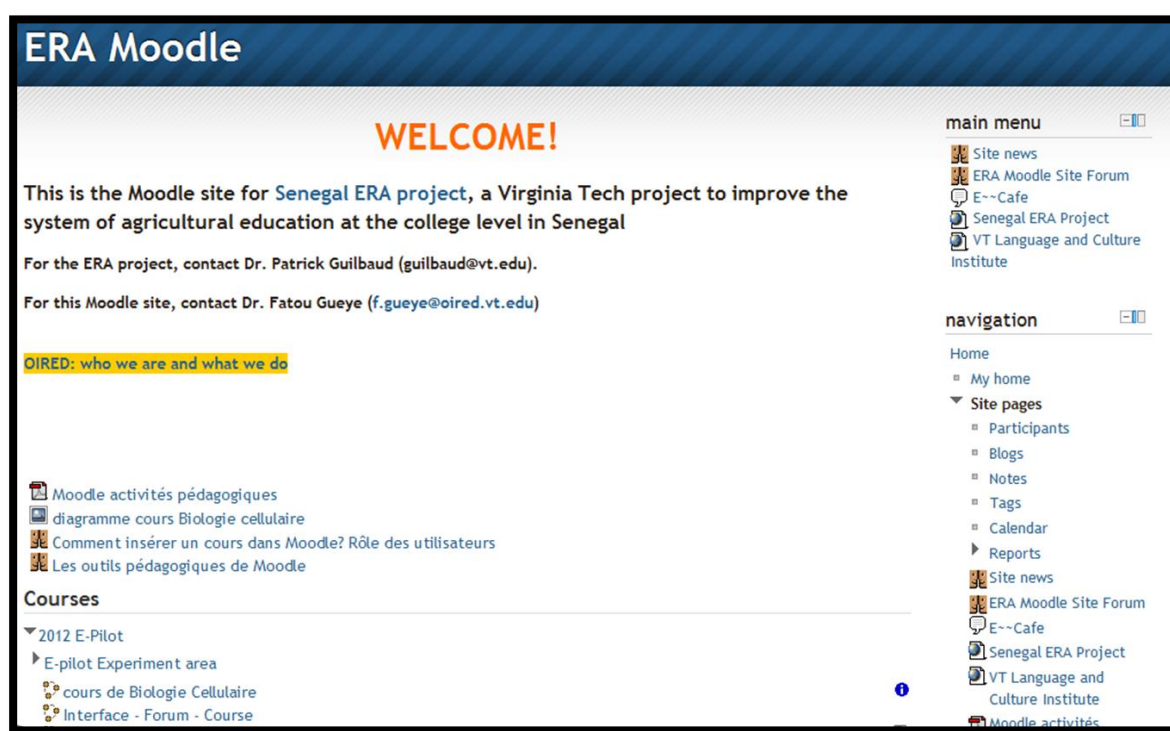 ERA Moodle
WELCOME!
This is the Moodle site for Senegal ERA project, a Virginia Tech project to improve the
system of agricultural education at the college level in Senegal
For the ERA project, contact Dr. Patrick Guilbaud (guilbaud@vt.edu).
For this Moodle site, contact Dr. Fatou Gueye (f.gueye@oired.vt.edu)
OIRED: who we are and what we do
Moodle activités pédagogiques
diagramme cours Biologie cellulaire
Comment insérer un cours dans Moodle? Rôle des utilisateurs
Les outils pédagogiques de Moodle
Courses
2012 E-Pilot
E-pilot Experiment area
cours de Biologie Cellulaire
Interface - Forum - Course
main menu
Site news
ERA Moodle Site Forum
E~~Cafe
Senegal ERA Project
VT Language and Culture
Institute
navigation
Home
My home
Site pages
Participants
Blogs
Notes
Tags
Calendar
Reports
Site news
ERA Moodle Site Forum
E~~Cafe
Senegal ERA Project
VT Language and
Culture Institute
Moodle activités